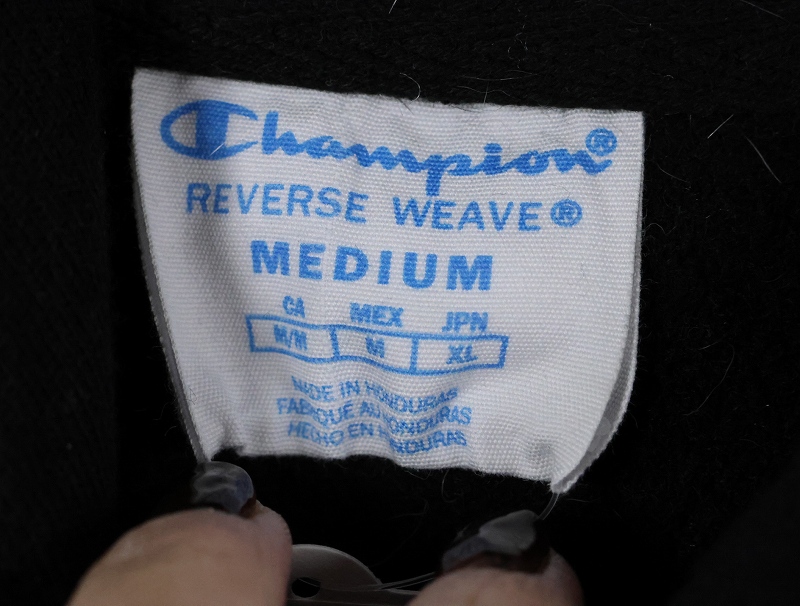 Champion®
REVERSE WEAVE®
MEDIUM
CA MEX JPN
M/M M XL
MADE IN HONDURAS
FABRIQUE AU HONDURAS
HECHO EN HONDURAS